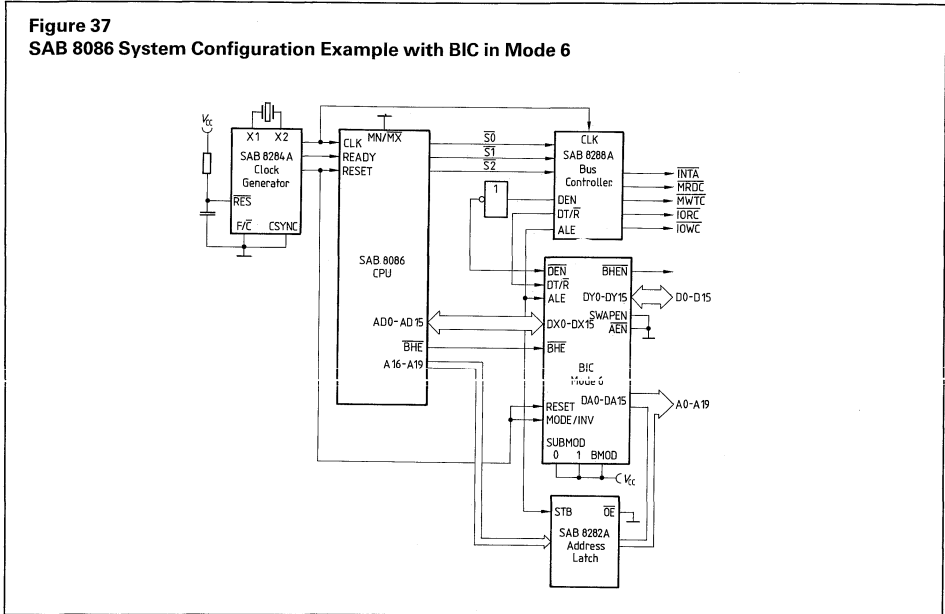 Figure 37
SAB 8086 System Configuration Example with BIC in Mode 6
VCC
X1 X2
SAB 8284A
Clock
Generator
RES
F/C CSYNC
MN/MX
CLK
READY
RESET
SAB 8086
CPU
AD0-AD15
BHE
A16-A19
S0
S1
S2
1
CLK
SAB 8288A
Bus
Controller
DEN
DT/R
ALE
INTA
MRDC
MWTC
IORC
IOWC
DEN BHEN
DT/R
ALE DY0-DY15
D0-D15
SWAPEN
DX0-DX15
AEN
BHE
BIC
Mode 6
DA0-DA15
A0-A19
RESET
MODE/INV
SUBMOD
0 1 BMOD
VCC
STB OE
SAB 8282A
Address
Latch